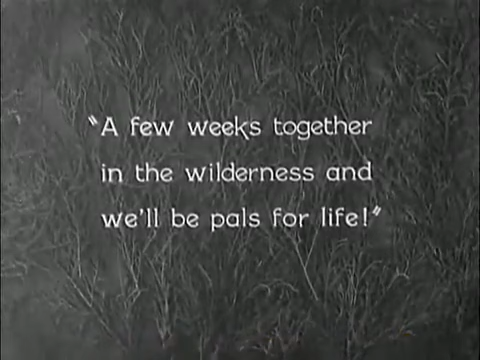 "A few weeks together
in the wilderness and
we'll be pals for life!"